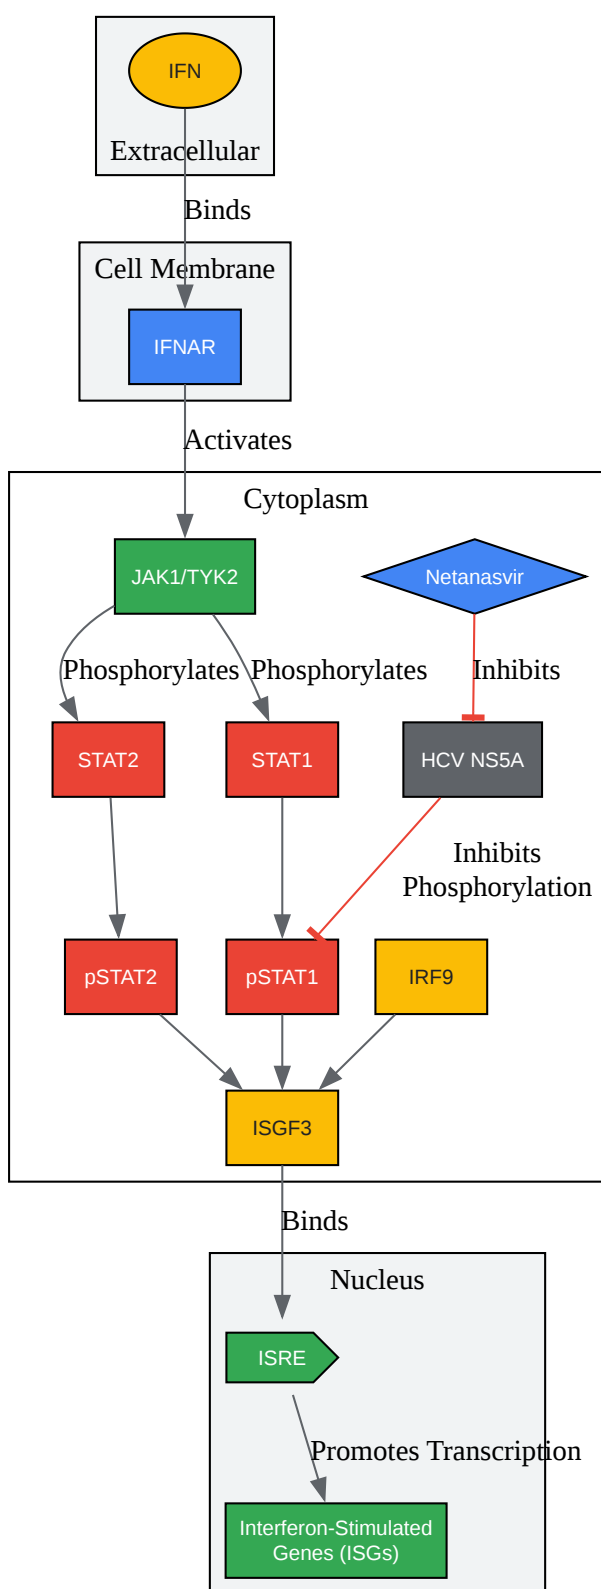 IFN
Extracellular
Binds
Cell Membrane
IFNAR
Activates
Cytoplasm
JAK1/TYK2
Netanasvir
Phosphorylates
Phosphorylates
Inhibits
STAT2
STAT1
HCV NS5A
Inhibits
Phosphorylation
pSTAT2
pSTAT1
IRF9
ISGF3
Binds
Nucleus
ISRE
Promotes Transcription
Interferon-Stimulated
Genes (ISGs)